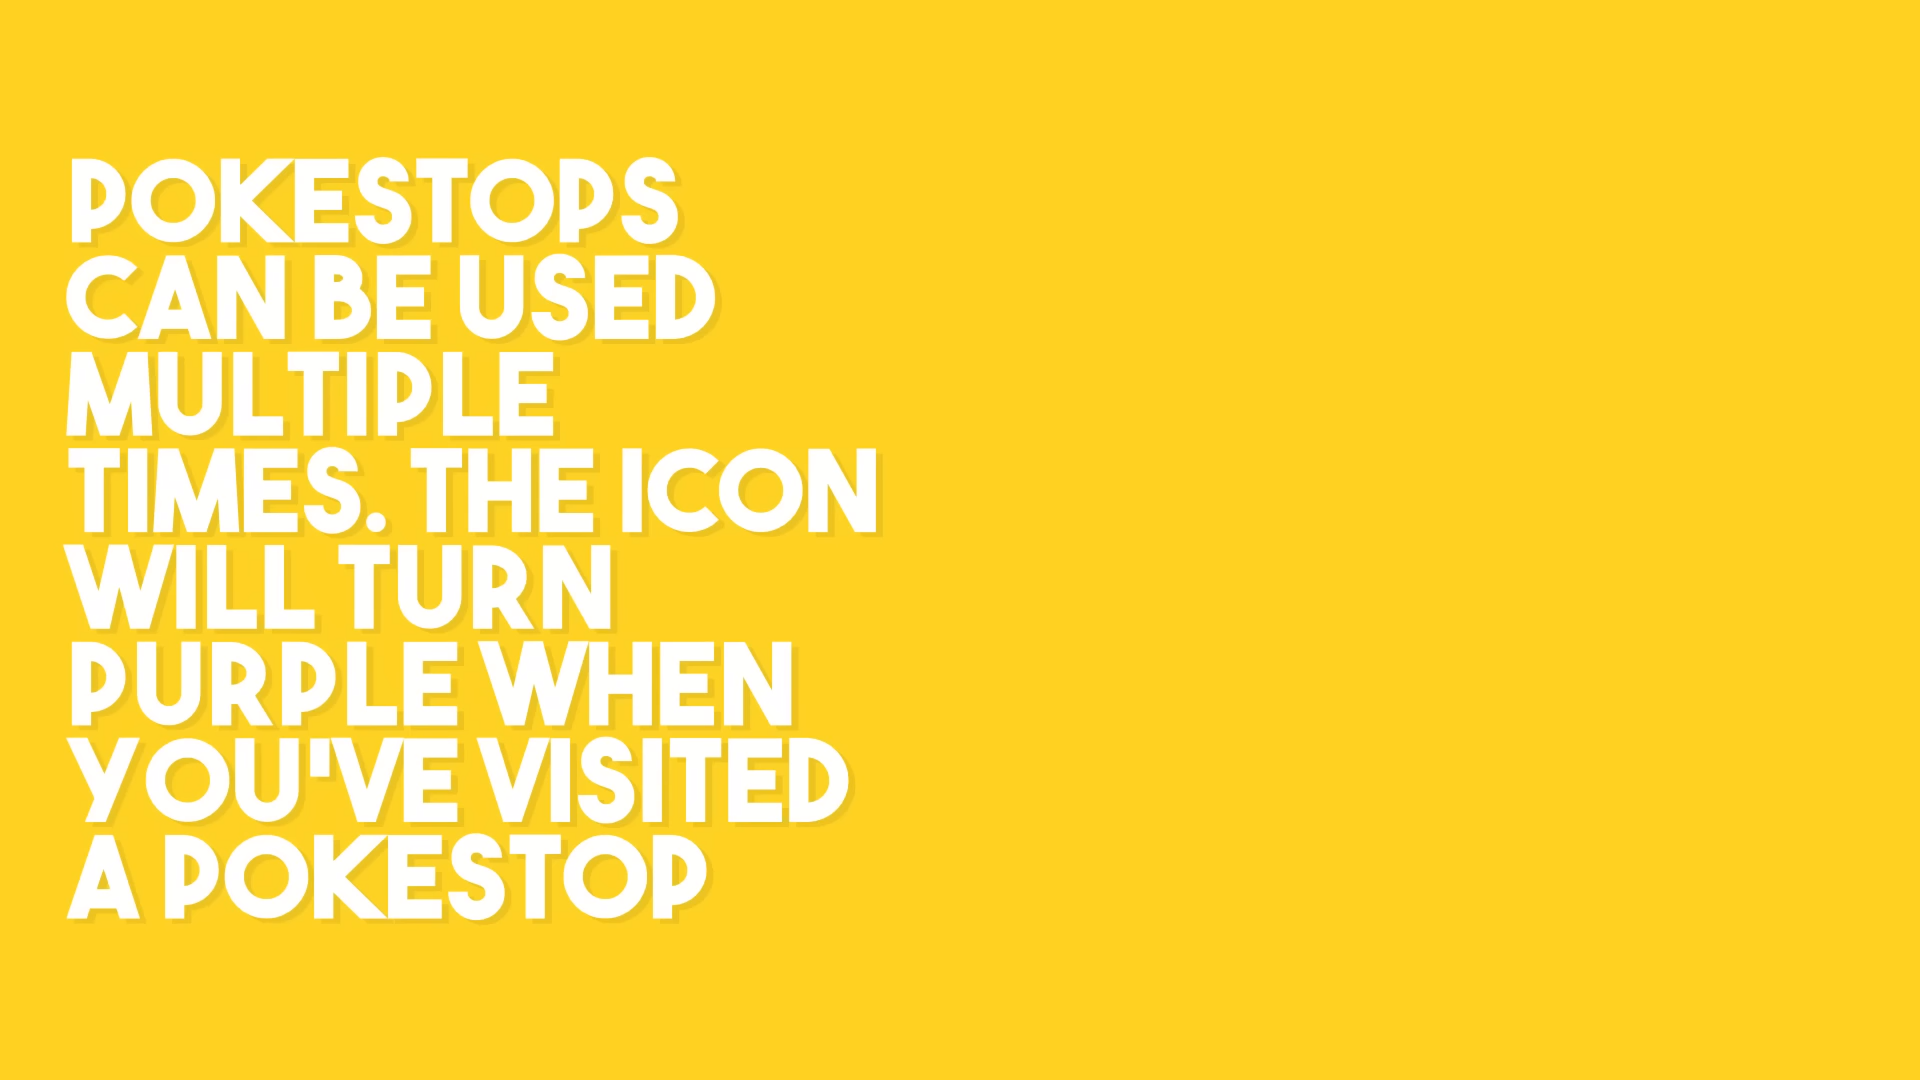 POKESTOPS
CAN BE USED
MULTIPLE
TIMES. THE ICON
WILL TURN
PURPLE WHEN
YOU'VE VISITED
A POKESTOP